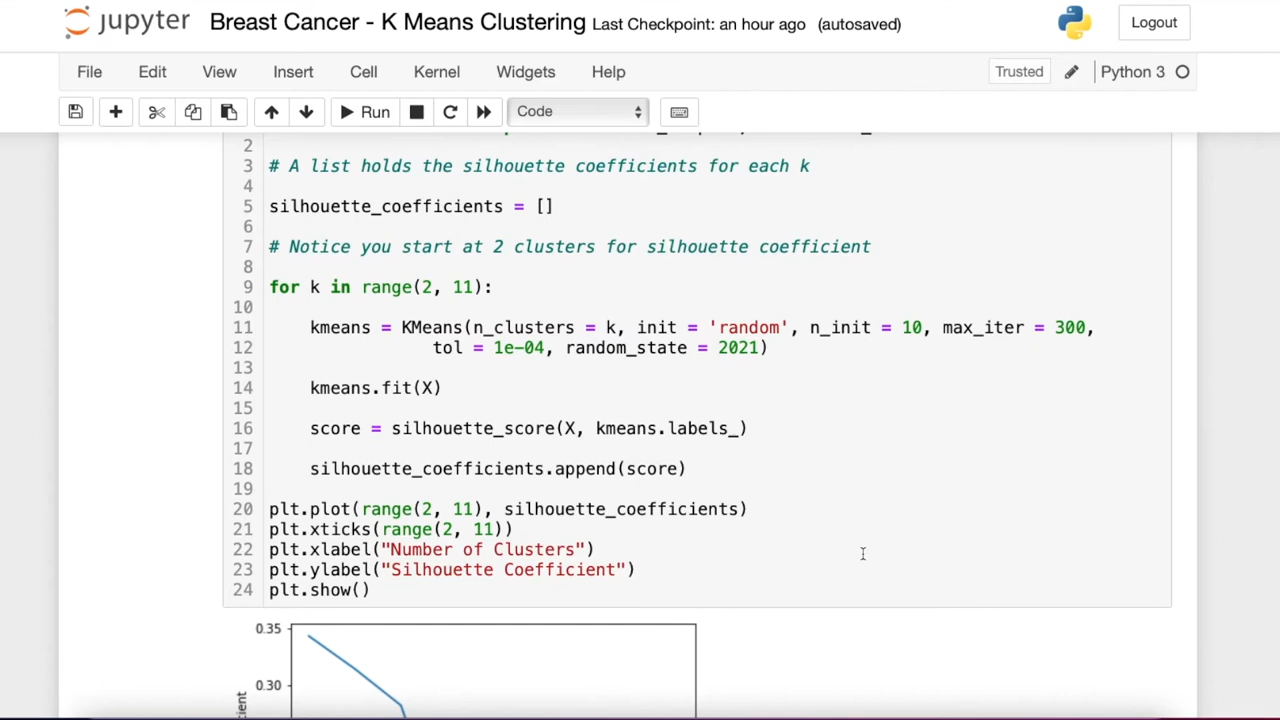 jupyter Breast Cancer - K Means Clustering Last Checkpoint: an hour ago (autosaved) Logout
File Edit View Insert Cell Kernel Widgets Help Trusted Python 3
Run Code
2
3 # A list holds the silhouette coefficients for each k
4
5 silhouette_coefficients = []
6
7 # Notice you start at 2 clusters for silhouette coefficient
8
9 for k in range(2, 11):
10
11 kmeans = KMeans(n_clusters = k, init = 'random', n_init = 10, max_iter = 300,
12 tol = 1e-04, random_state = 2021)
13
14 kmeans.fit(X)
15
16 score = silhouette_score(X, kmeans.labels_)
17
18 silhouette_coefficients.append(score)
19
20 plt.plot(range(2, 11), silhouette_coefficients)
21 plt.xticks(range(2, 11))
22 plt.xlabel("Number of Clusters")
23 plt.ylabel("Silhouette Coefficient")
24 plt.show()
0.35
0.30